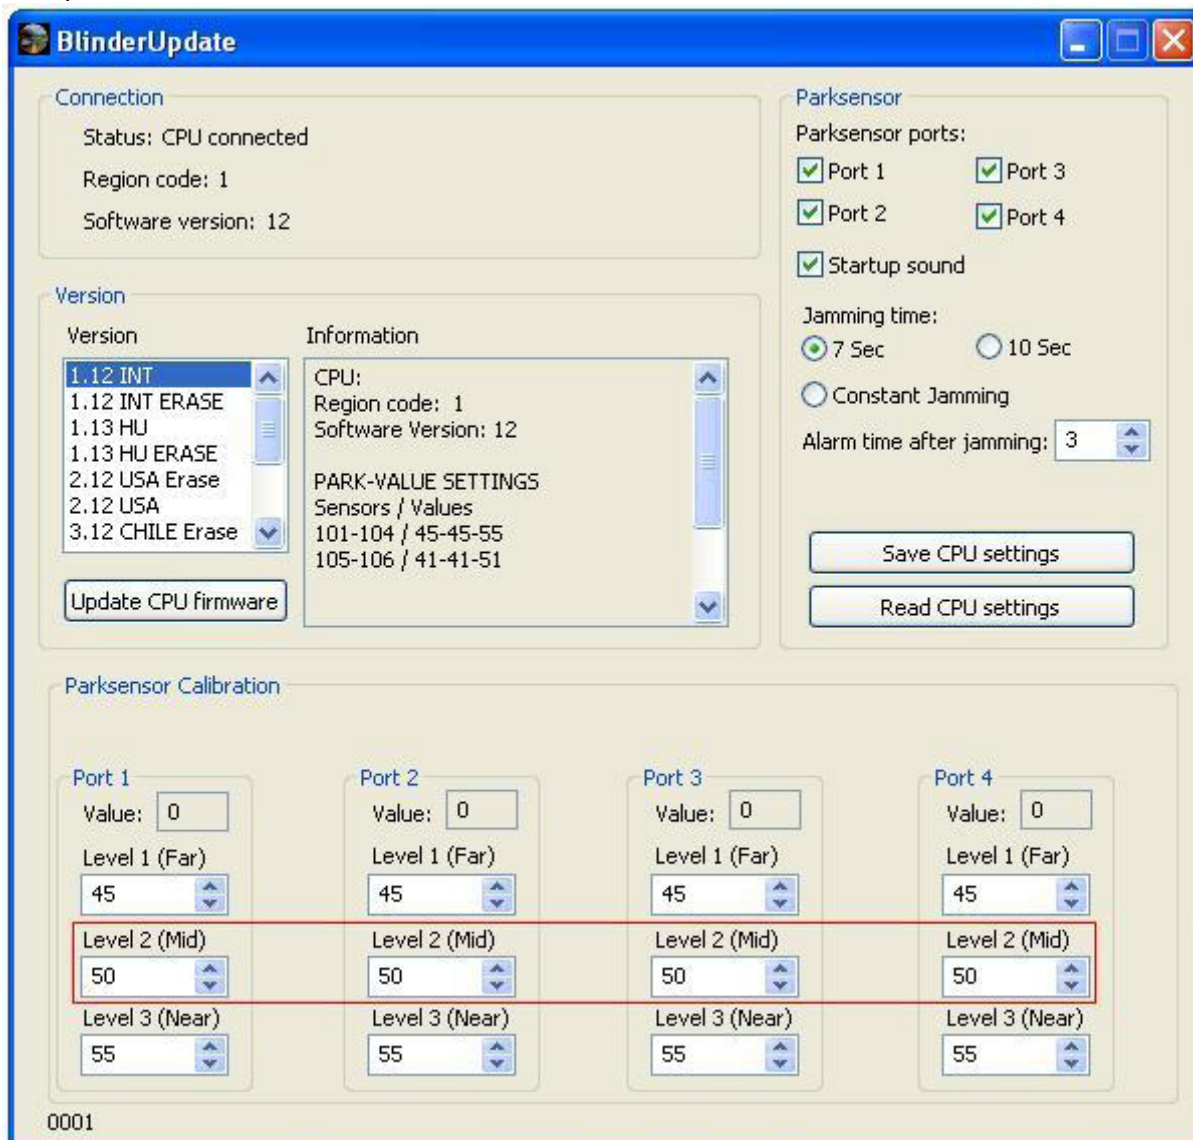 BlinderUpdate
Connection
Status: CPU connected
Region code: 1
Software version: 12
Version
Version
1.12 INT
1.12 INT ERASE
1.13 HU
1.13 HU ERASE
2.12 USA Erase
2.12 USA
3.12 CHILE Erase
Update CPU firmware
Information
CPU:
Region code: 1
Software Version: 12
PARK-VALUE SETTINGS
Sensors / Values
101-104 / 45-45-55
105-106 / 41-41-51
Parksensor
Parksensor ports:
Port 1 Port 3
Port 2 Port 4
Startup sound
Jamming time:
7 Sec 10 Sec
Constant Jamming
Alarm time after jamming: 3
Save CPU settings
Read CPU settings
Parksensor Calibration
Port 1
Value: 0
Level 1 (Far)
45
Level 2 (Mid)
50
Level 3 (Near)
55
Port 2
Value: 0
Level 1 (Far)
45
Level 2 (Mid)
50
Level 3 (Near)
55
Port 3
Value: 0
Level 1 (Far)
45
Level 2 (Mid)
50
Level 3 (Near)
55
Port 4
Value: 0
Level 1 (Far)
45
Level 2 (Mid)
50
Level 3 (Near)
55
0001